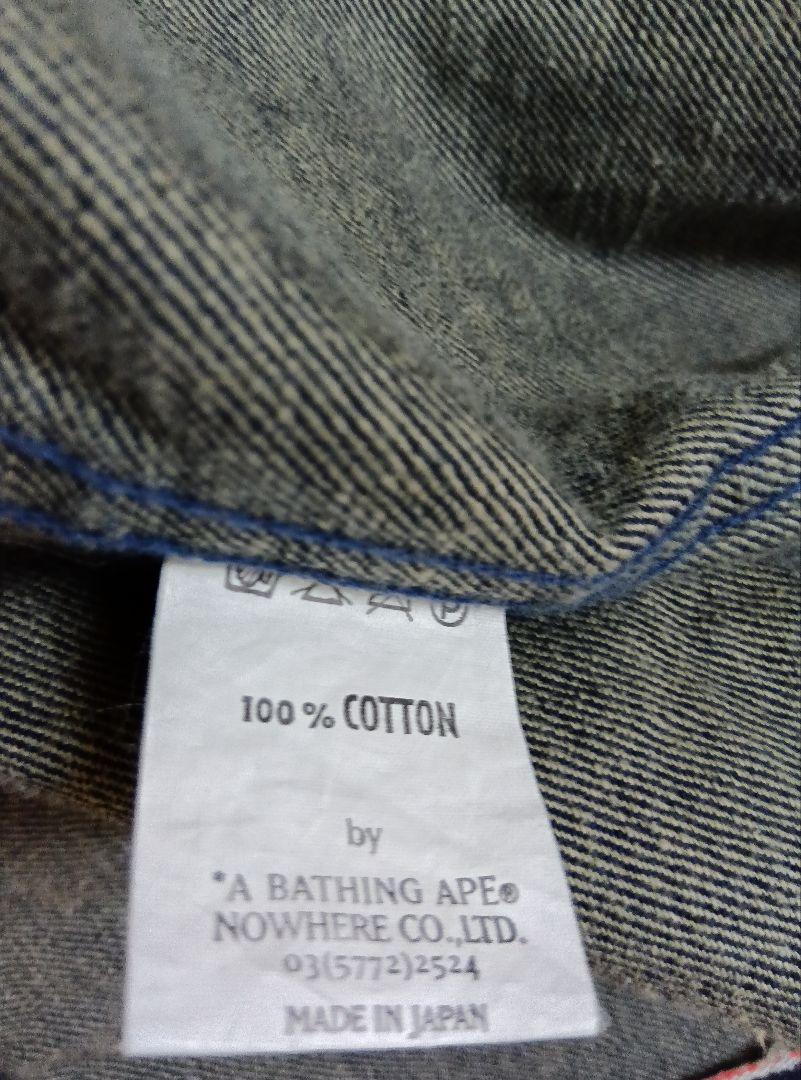 100% COTTON
by
*A BATHING APE®
NOWHERE CO.,LTD.
03(5772)2524
MADE IN JAPAN